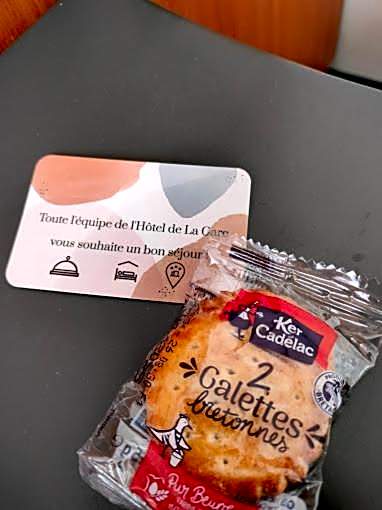 Toute l'équipe de l'Hôtel de La Gare
vous souhaite un bon séjour
Ker
Cadélac
2
Galettes
bretonnes
Pur Beurre